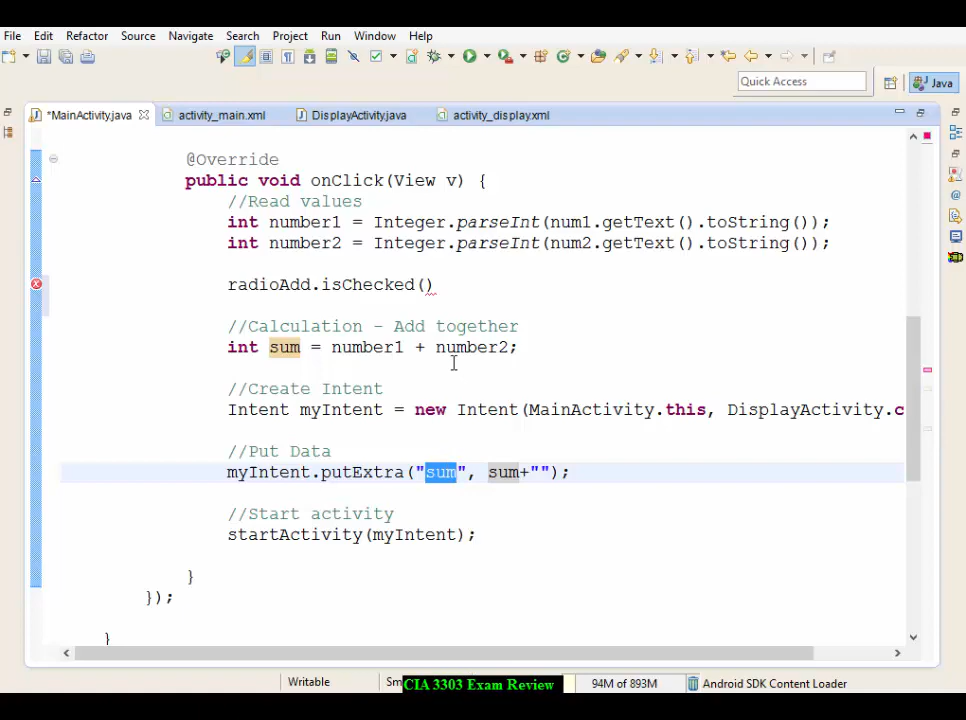 File Edit Refactor Source Navigate Search Project Run Window Help
Quick Access
Java
*MainActivity.java activity_main.xml DisplayActivity.java activity_display.xml
@Override
public void onClick(View v) {
//Read values
int number1 = Integer.parseInt(num1.getText().toString());
int number2 = Integer.parseInt(num2.getText().toString());
radioAdd.isChecked()
//Calculation - Add together
int sum = number1 + number2;
//Create Intent
Intent myIntent = new Intent(MainActivity.this, DisplayActivity.c
//Put Data
myIntent.putExtra("sum", sum+"");
//Start activity
startActivity(myIntent);
}
});
}
Writable Sm CIA 3303 Exam Review 94M of 893M Android SDK Content Loader